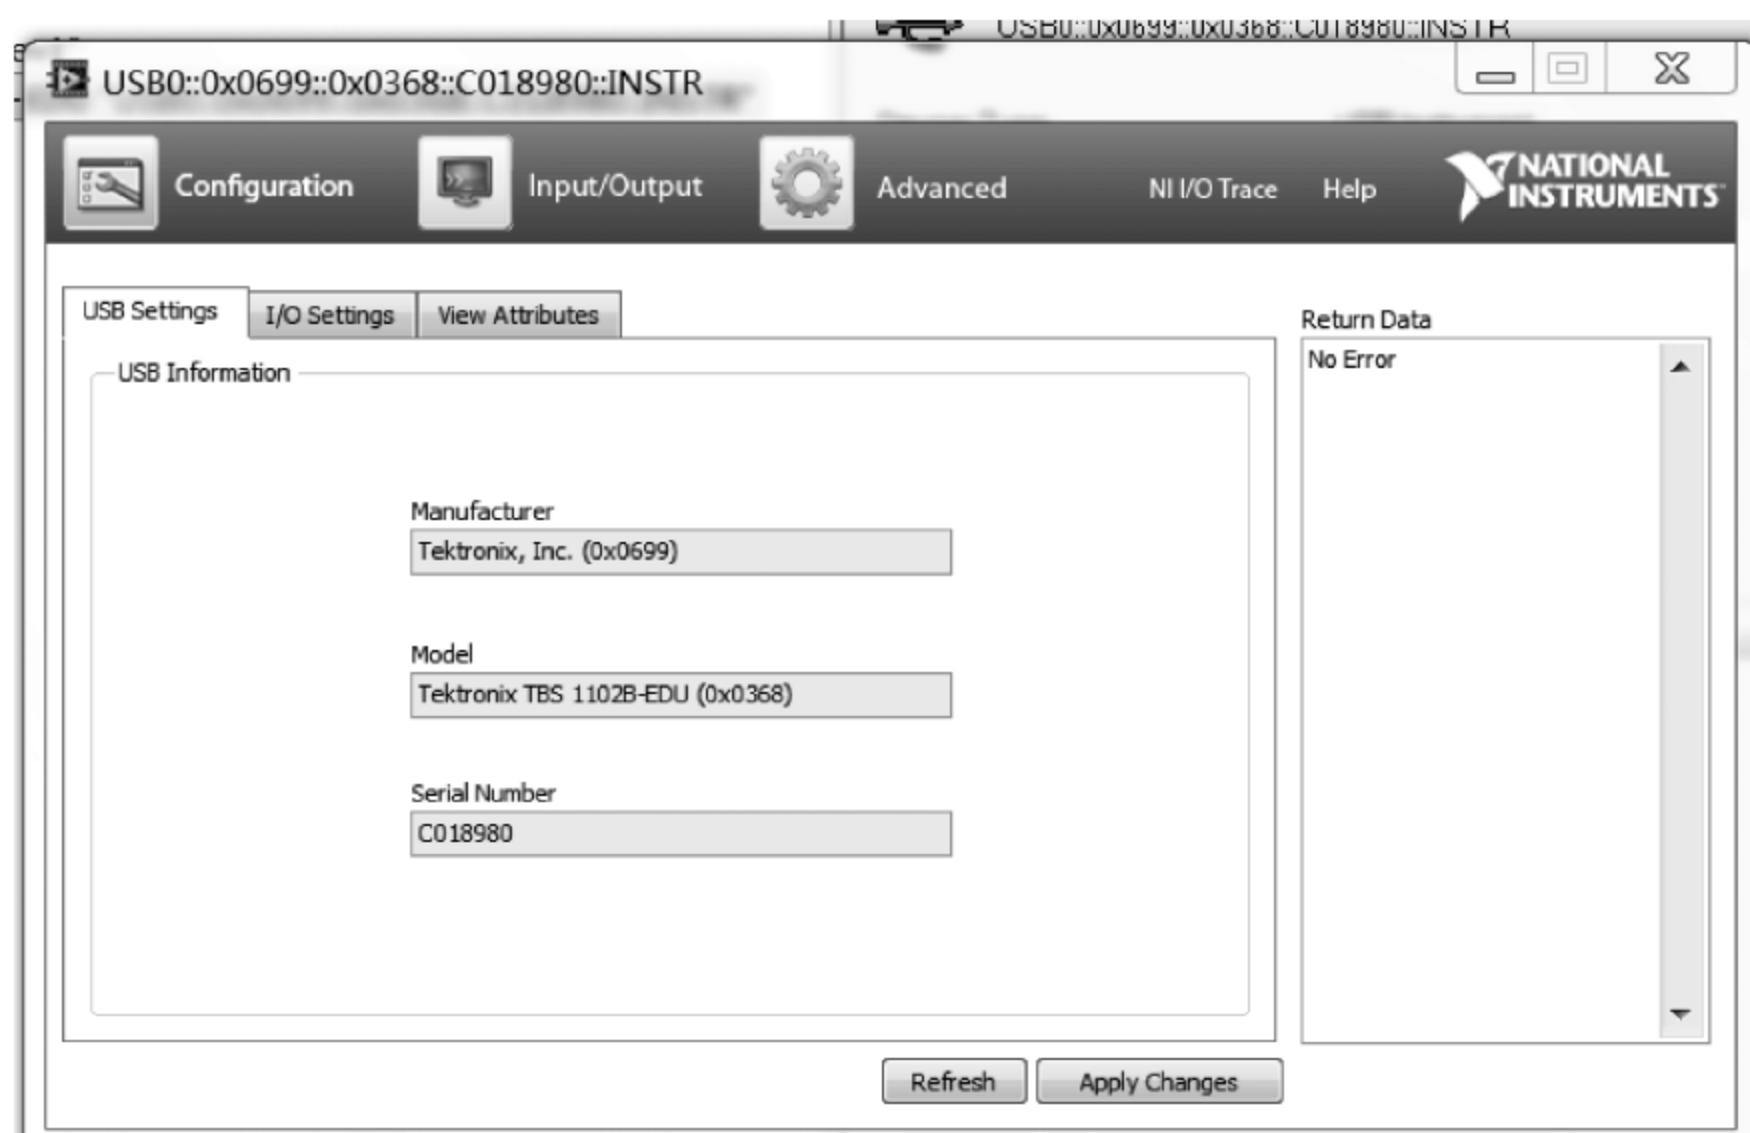 USB0::0x0699::0x0368::C018980::INSTR
USB0::0x0699::0x0368::C018980::INSTR
Configuration
Input/Output
Advanced
NI I/O Trace
Help
NATIONAL
INSTRUMENTS
USB Settings
I/O Settings
View Attributes
Return Data
No Error
USB Information
Manufacturer
Tektronix, Inc. (0x0699)
Model
Tektronix TBS 1102B-EDU (0x0368)
Serial Number
C018980
Refresh
Apply Changes